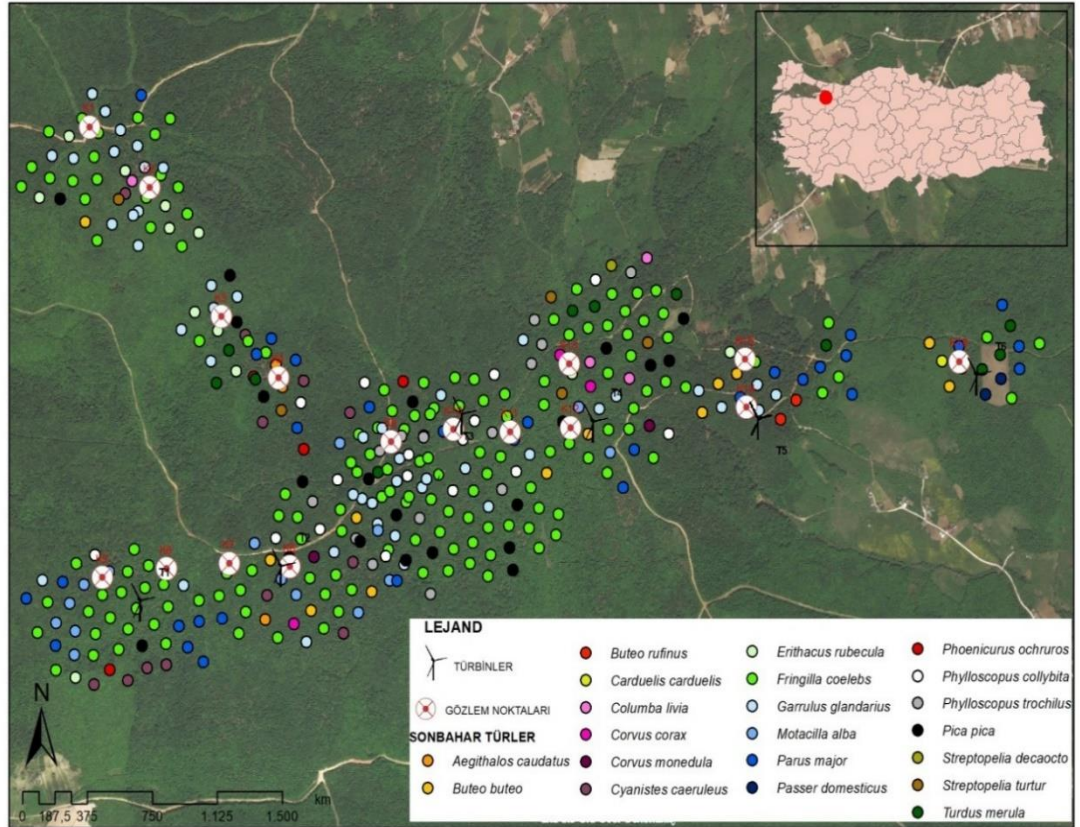 T6
T4
T3
T5
T1
N
km
0 187,5 375 750 1.125 1.500
LEJAND
TÜRBİNLER
GÖZLEM NOKTALARI
SONBAHAR TÜRLER
Aegithalos caudatus
Buteo buteo
Buteo rufinus
Carduelis carduelis
Columba livia
Corvus corax
Corvus monedula
Cyanistes caeruleus
Erithacus rubecula
Fringilla coelebs
Garrulus glandarius
Motacilla alba
Parus major
Passer domesticus
Phoenicurus ochruros
Phylloscopus collybita
Phylloscopus trochilus
Pica pica
Streptopelia decaocto
Streptopelia turtur
Turdus merula